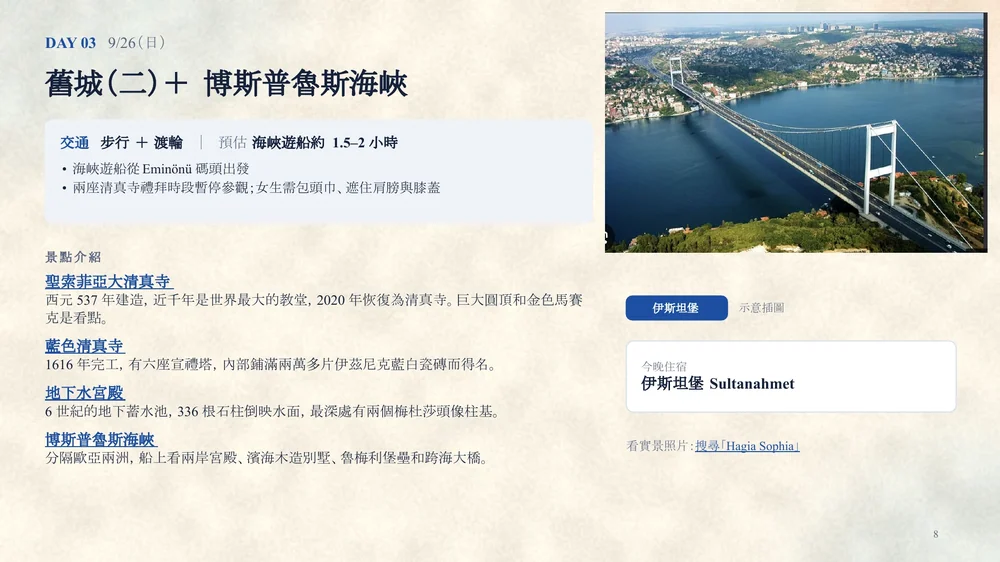 DAY 03 9/26(日)
舊城(二)＋ 博斯普魯斯海峽
交通 步行 ＋ 渡輪 ｜ 預估 海峽遊船約 1.5–2 小時
• 海峽遊船從 Eminönü 碼頭出發
• 兩座清真寺禮拜時段暫停參觀;女生需包頭巾、遮住肩膀與膝蓋
景點介紹
聖索菲亞大清真寺
西元 537 年建造, 近千年是世界最大的教堂, 2020 年恢復為清真寺。巨大圓頂和金色馬賽
克是看點。
藍色清真寺
1616 年完工, 有六座宣禮塔, 內部鋪滿兩萬多片伊茲尼克藍白瓷磚而得名。
地下水宮殿
6 世紀的地下蓄水池, 336 根石柱倒映水面, 最深處有兩個梅杜莎頭像柱基。
博斯普魯斯海峽
分隔歐亞兩洲, 船上看兩岸宮殿、濱海木造別墅、魯梅利堡壘和跨海大橋。
伊斯坦堡 示意插圖
今晚住宿
伊斯坦堡 Sultanahmet
看實景照片:搜尋「Hagia Sophia」
8